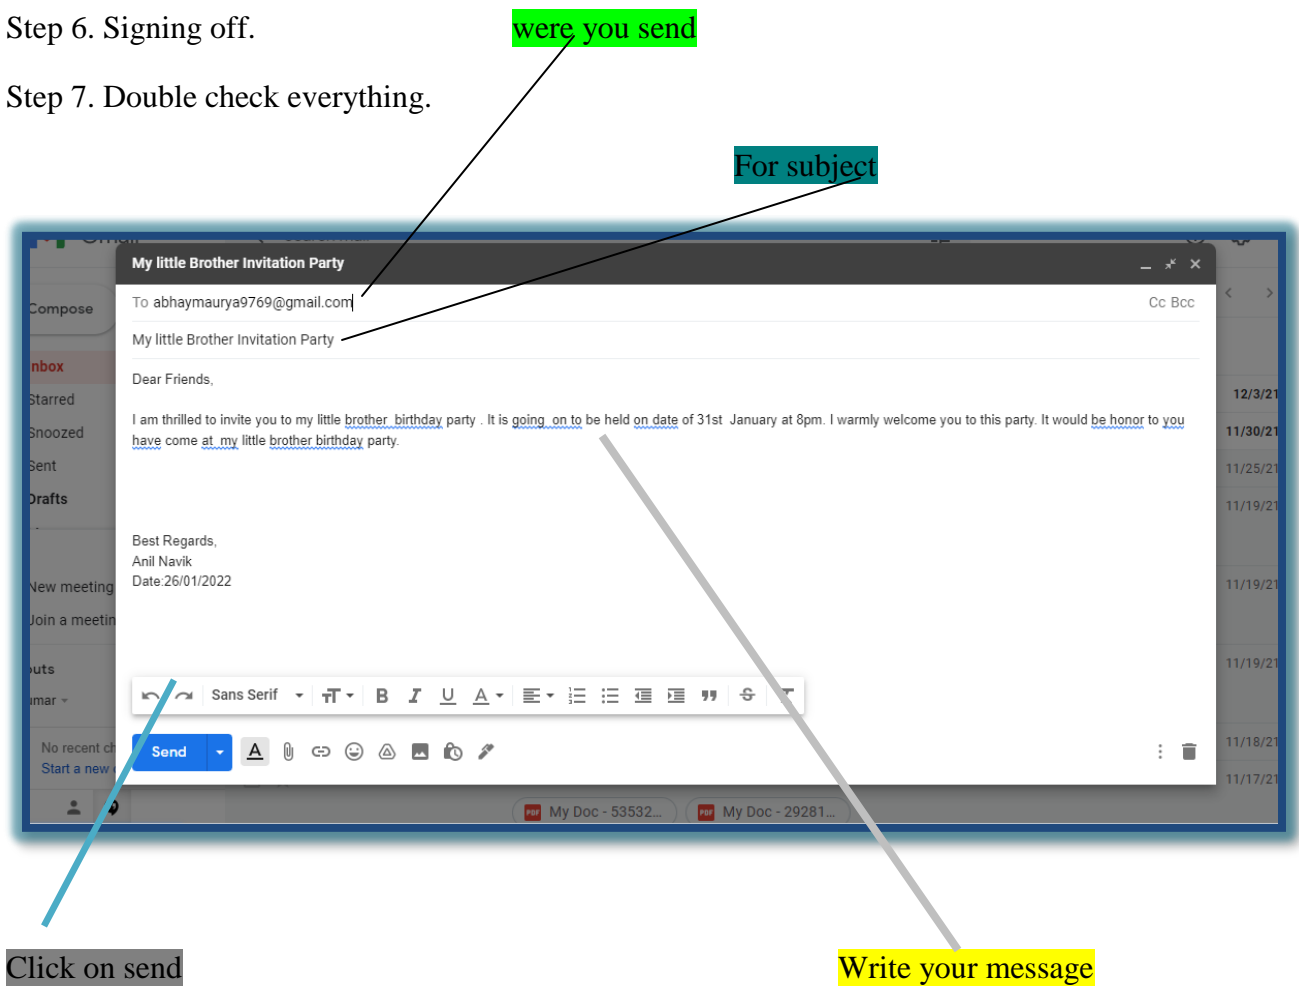 Step 6. Signing off.
were you send
Step 7. Double check everything.
For subject
My little Brother Invitation Party
To abhaymaurya9769@gmail.com
Cc Bcc
My little Brother Invitation Party
Dear Friends,
I am thrilled to invite you to my little brother birthday party . It is going on to be held on date of 31st January at 8pm. I warmly welcome you to this party. It would be honor to you
have come at my little brother birthday party.
Best Regards,
Anil Navik
Date:26/01/2022
Compose
nbox
Starred
Snoozed
Sent
Drafts
New meeting
Join a meetin
outs
umar
No recent ch
Start a new
12/3/21
11/30/21
11/25/21
11/19/21
11/19/21
11/19/21
11/18/21
11/17/21
Sans Serif
Send
PDF My Doc - 53532...
PDF My Doc - 29281...
Click on send
Write your message